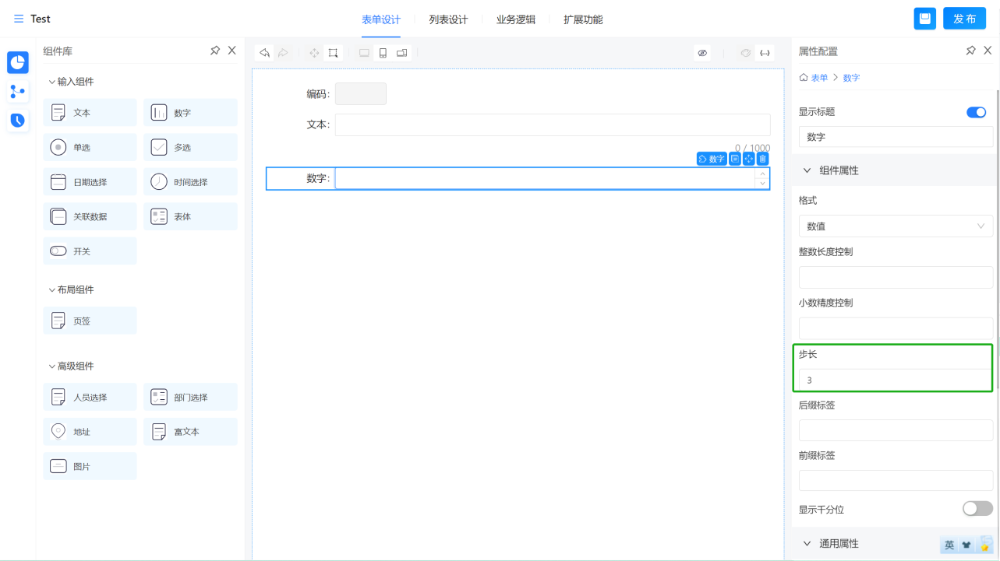 Test
表单设计
列表设计
业务逻辑
扩展功能
发布
组件库
输入组件
文本
数字
单选
多选
日期选择
时间选择
关联数据
表体
开关
布局组件
页签
高级组件
人员选择
部门选择
地址
富文本
图片
编码:
文本:
0 / 1000
数字
数字:
属性配置
表单 > 数字
显示标题
数字
组件属性
格式
数值
整数长度控制
小数精度控制
步长
3
后缀标签
前缀标签
显示千分位
通用属性
英